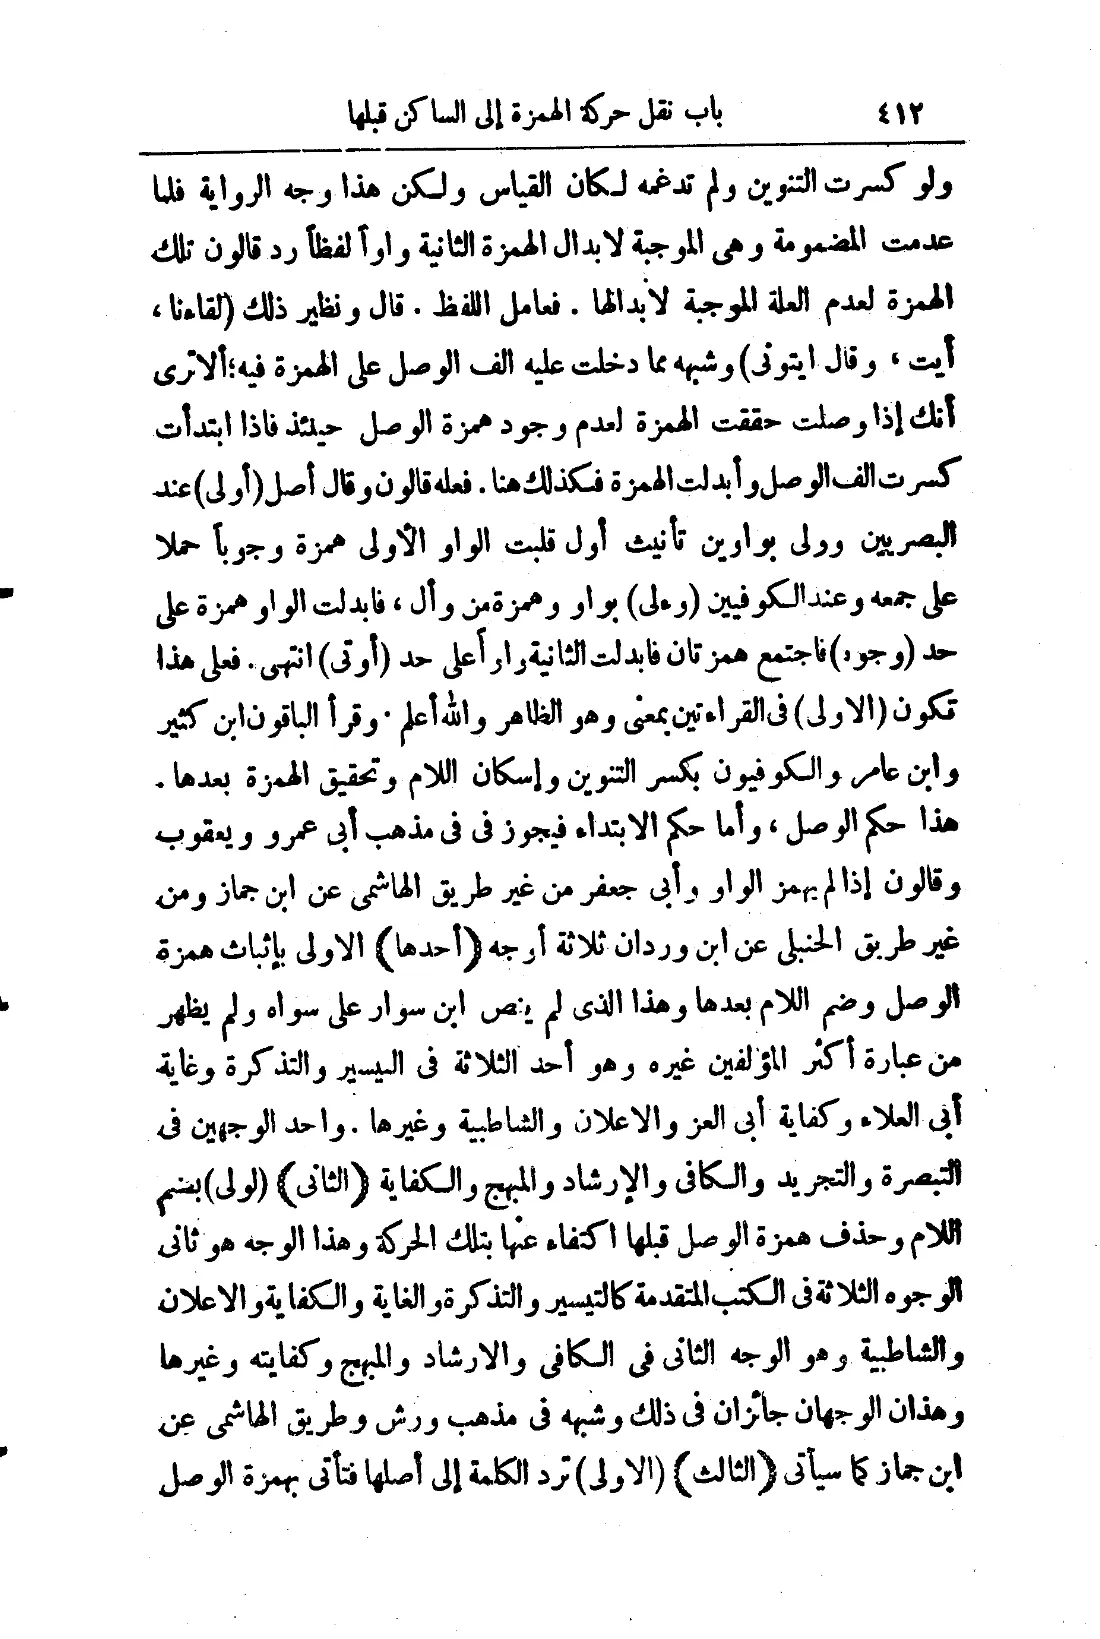 ٤١٢ باب نقل حركة الهمزة إلى الساكن قبلها
ولو كسرت التنوين ولم تدغمه لكان القياس ولكن هذا وجه الرواية فلما
عدمت المضمومة وهى الموجبة لابدال الهمزة الثانية واواً لفظاً رد قالون تلك
الهمزة لعدم العلة الموجبة لابدالها . فعامل اللفظ . قال ونظير ذلك (لقاءنا ،
أيت ، وقال ايتونى) وشبهه مما دخلت عليه الف الوصل على الهمزة فيه؛ ألا ترى
أنك إذا وصلت حققت الهمزة لعدم وجود همزة الوصل حينئذ فاذا ابتدأت
كسرت الف الوصل وأبدلت الهمزة فكذلك هنا . فعله قالون وقال أصل (أولى) عند
البصريين وولى بواوين تأنيث أول قلبت الواو الأولى همزة وجوباً حملا
على جمعه وعند الكوفيين (وءلى) بواو وهمزة من وأل ، فابدلت الواو همزة على
حد (وجوه) فاجتمع همزتان فابدلت الثانية واراً على حد (أوتى) انتهى . فعلى هذا
تكون (الاولى) فى القراءتين بمعنى وهو الظاهر والله أعلم . وقرأ الباقون ابن كثير
وابن عامر والكوفيون بكسر التنوين وإسكان اللام وتحقيق الهمزة بعدها .
هذا حكم الوصل ، وأما حكم الابتداء فيجوز فى فى مذهب أبى عمرو ويعقوب
وقالون إذا لم يهمز الواو وأبى جعفر من غير طريق الهاشمى عن ابن جماز ومن
غير طريق الحنبلى عن ابن وردان ثلاثة أوجه (أحدها) الاولى بإثبات همزة
الوصل وضم اللام بعدها وهذا الذى لم ينص ابن سوار على سواه ولم يظهر
من عبارة أكثر المؤلفين غيره وهو أحد الثلاثة فى التيسير والتذكرة وغاية
أبى العلاء وكفاية أبى العز والاعلان والشاطبية وغيرها . واحد الوجهين فى
التبصرة والتجريد والكافى والإرشاد والمبهج والكفاية (الثانى) (لولى) بضم
اللام وحذف همزة الوصل قبلها اكتفاء عنها بتلك الحركة وهذا الوجه هو ثانى
الوجوه الثلاثة فى الكتب المتقدمة كالتيسير والتذكرة والغاية والكفاية والاعلان
والشاطبية وهو الوجه الثانى فى الكافى والارشاد والمبهج وكفايته وغيرها
وهذان الوجهان جائزان فى ذلك وشبهه فى مذهب ورش وطريق الهاشمى عن
ابن جماز كما سيأتى (الثالث) (الاولى) ترد الكلمة إلى أصلها فتأتى بهمزة الوصل